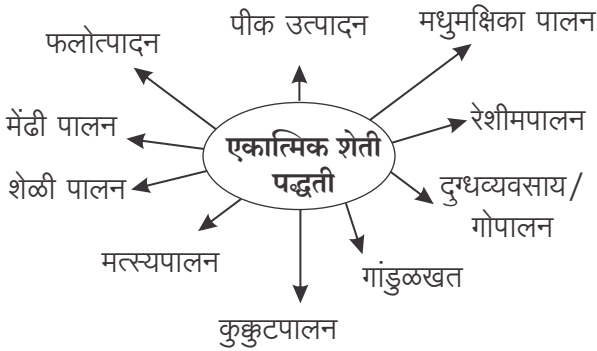 पीक उत्पादन
मधुमक्षिका पालन
फलोत्पादन
मेंढी पालन
रेशीमपालन
एकात्मिक शेती
पद्धती
शेळी पालन
दुग्धव्यवसाय/
गोपालन
मत्स्यपालन
गांडुळखत
कुक्कुटपालन